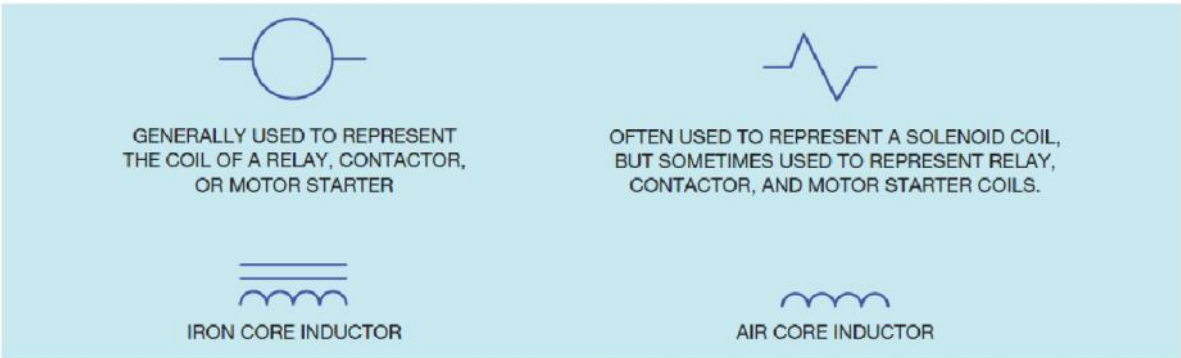 GENERALLY USED TO REPRESENT
THE COIL OF A RELAY, CONTACTOR,
OR MOTOR STARTER
OFTEN USED TO REPRESENT A SOLENOID COIL,
BUT SOMETIMES USED TO REPRESENT RELAY,
CONTACTOR, AND MOTOR STARTER COILS.
IRON CORE INDUCTOR
AIR CORE INDUCTOR